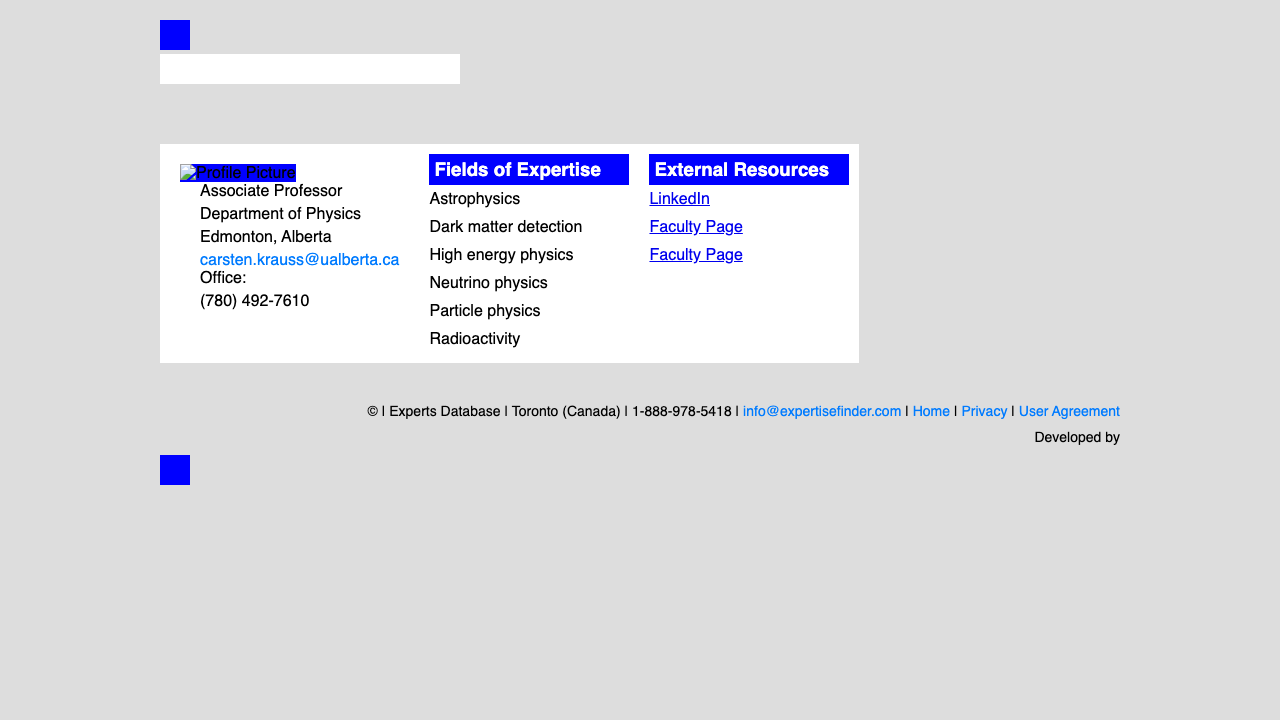 Profile Picture
Associate Professor
Department of Physics
Edmonton, Alberta
carsten.krauss@ualberta.ca
Office:
(780) 492-7610
Fields of Expertise
Astrophysics
Dark matter detection
High energy physics
Neutrino physics
Particle physics
Radioactivity
External Resources
LinkedIn
Faculty Page
Faculty Page
© | Experts Database | Toronto (Canada) | 1-888-978-5418 | info@expertisefinder.com | Home | Privacy | User Agreement
Developed by